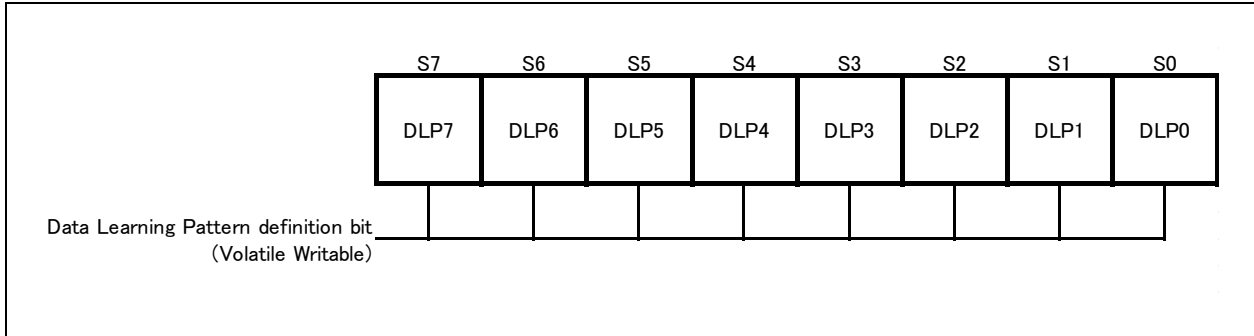 S7 S6 S5 S4 S3 S2 S1 S0
DLP7 DLP6 DLP5 DLP4 DLP3 DLP2 DLP1 DLP0
Data Learning Pattern definition bit
(Volatile Writable)